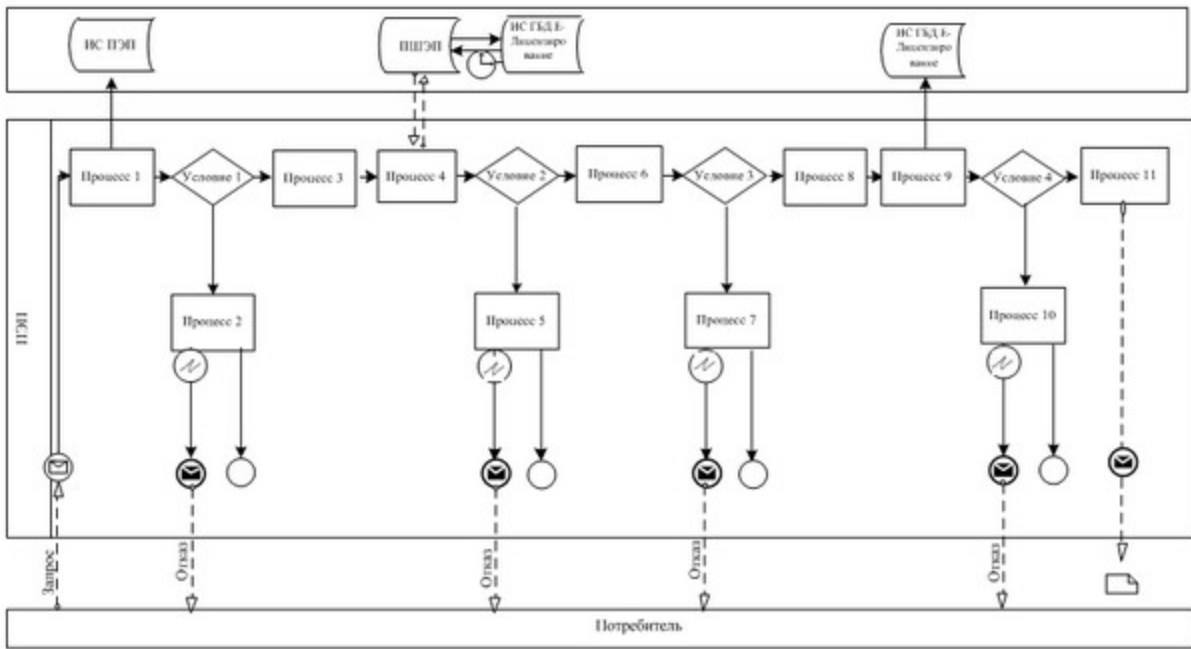 ИС ПЭП
ПШЭП
ИС ГБД Е-
Лицензиро
вание
ИС ГБД Е-
Лицензиро
вание
ПЭП
Процесс 1
Условие 1
Процесс 3
Процесс 4
Условие 2
Процесс 6
Условие 3
Процесс 8
Процесс 9
Условие 4
Процесс 11
Процесс 2
Процесс 5
Процесс 7
Процесс 10
Запрос
Отказ
Отказ
Отказ
Отказ
Потребитель